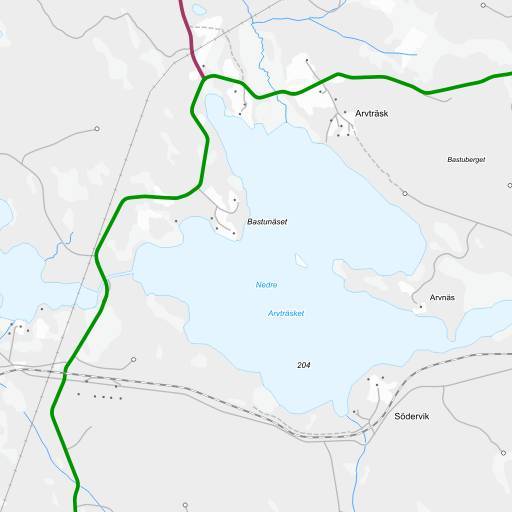 Arvträsk
Bastuberget
Bastunäset
Nedre
Arvträsket
Arvnäs
204
Södervik